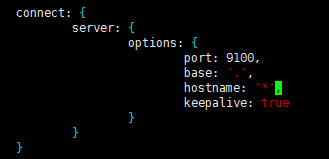 connect: {
server: {
options: {
port: 9100,
base: '.',
hostname: '*',
keepalive: true
}
}
}